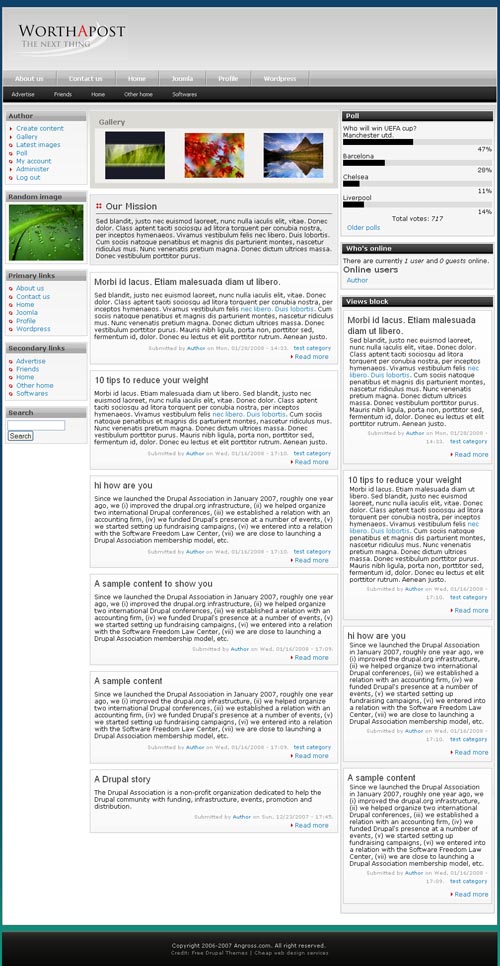 WORTHAPOST
THE NEXT THING
About us Contact us Home Joomla Profile Wordpress
Advertise Friends Home Other home Softwares
Author
Create content
Gallery
Latest images
Poll
My account
Administer
Log out
Random image
Primary links
About us
Contact us
Home
Joomla
Profile
Wordpress
Secondary links
Advertise
Friends
Home
Other home
Softwares
Search
Search
Gallery
Our Mission
Sed blandit, justo nec euismod laoreet, nunc nulla iaculis elit, vitae. Donec
dolor. Class aptent taciti sociosqu ad litora torquent per conubia nostra, per
inceptos hymenaeos. Vivamus vestibulum felis nec libero. Duis lobortis. Cum
sociis natoque penatibus et magnis dis parturient montes, nascetur ridiculus
mus. Nunc venenatis pretium magna. Donec dictum ultrices massa. Donec
vestibulum porttitor purus.
Morbi id lacus. Etiam malesuada diam ut libero.
Sed blandit, justo nec euismod laoreet, nunc nulla iaculis elit, vitae. Donec
dolor. Class aptent taciti sociosqu ad litora torquent per conubia nostra, per
inceptos hymenaeos. Vivamus vestibulum felis nec libero. Duis lobortis. Cum
sociis natoque penatibus et magnis dis parturient montes, nascetur ridiculus
mus. Nunc venenatis pretium magna. Donec dictum ultrices massa. Donec
vestibulum porttitor purus. Mauris nibh ligula, porta non, porttitor sed,
fermentum id, dolor. Donec eu lectus et elit porttitor rutrum. Aenean justo.
Submitted by Author on Mon, 01/28/2008 - 14:33. test category
Read more
10 tips to reduce your weight
Morbi id lacus. Etiam malesuada diam ut libero. Sed blandit, justo nec
euismod laoreet, nunc nulla iaculis elit, vitae. Donec dolor. Class aptent
taciti sociosqu ad litora torquent per conubia nostra, per inceptos
hymenaeos. Vivamus vestibulum felis nec libero. Duis lobortis. Cum sociis
natoque penatibus et magnis dis parturient montes, nascetur ridiculus mus.
Nunc venenatis pretium magna. Donec dictum ultrices massa. Donec
vestibulum porttitor purus. Mauris nibh ligula, porta non, porttitor sed,
fermentum id, dolor. Donec eu lectus et elit porttitor rutrum. Aenean justo.
Submitted by Author on Wed, 01/16/2008 - 17:10. test category
Read more
hi how are you
Since we launched the Drupal Association in January 2007, roughly one year
ago, we (i) improved the drupal.org infrastructure, (ii) we helped organize
two international Drupal conferences, (iii) we established a relation with an
accounting firm, (iv) we funded Drupal's presence at a number of events, (v)
we started setting up fundraising campaigns, (vi) we entered into a relation
with the Software Freedom Law Center, (vii) we are close to launching a
Drupal Association membership model, etc.
Submitted by Author on Wed, 01/16/2008 - 17:10. test category
Read more
A sample content to show you
Since we launched the Drupal Association in January 2007, roughly one year
ago, we (i) improved the drupal.org infrastructure, (ii) we helped organize
two international Drupal conferences, (iii) we established a relation with an
accounting firm, (iv) we funded Drupal's presence at a number of events, (v)
we started setting up fundraising campaigns, (vi) we entered into a relation
with the Software Freedom Law Center, (vii) we are close to launching a
Drupal Association membership model, etc.
Submitted by Author on Wed, 01/16/2008 - 17:09.
Read more
A sample content
Since we launched the Drupal Association in January 2007, roughly one year
ago, we (i) improved the drupal.org infrastructure, (ii) we helped organize
two international Drupal conferences, (iii) we established a relation with an
accounting firm, (iv) we funded Drupal's presence at a number of events, (v)
we started setting up fundraising campaigns, (vi) we entered into a relation
with the Software Freedom Law Center, (vii) we are close to launching a
Drupal Association membership model, etc.
Submitted by Author on Wed, 01/16/2008 - 17:09. test category
Read more
A Drupal story
The Drupal Association is a non-profit organization dedicated to help the
Drupal community with funding, infrastructure, events, promotion and
distribution.
Submitted by Author on Sun, 12/23/2007 - 17:45.
Read more
Poll
Who will win UEFA cup?
Manchester utd.
47%
Barcelona
28%
Chelsea
11%
Liverpool
14%
Total votes: 717
Older polls
Who's online
There are currently 1 user and 0 guests online.
Online users
Author
Views block
Morbi id lacus. Etiam malesuada
diam ut libero.
Sed blandit, justo nec euismod laoreet,
nunc nulla iaculis elit, vitae. Donec dolor.
Class aptent taciti sociosqu ad litora
torquent per conubia nostra, per
inceptos hymenaeos. Vivamus
vestibulum felis nec libero. Duis
lobortis. Cum sociis natoque
penatibus et magnis dis parturient
montes, nascetur ridiculus mus. Nunc
venenatis pretium magna. Donec
dictum ultrices massa. Donec
vestibulum porttitor purus. Mauris nibh
ligula, porta non, porttitor sed,
fermentum id, dolor. Donec eu lectus
et elit porttitor rutrum. Aenean justo.
Submitted by Author on Mon, 01/28/2008 -
14:33. test category
Read more
10 tips to reduce your weight
Morbi id lacus. Etiam malesuada diam ut
libero. Sed blandit, justo nec euismod
laoreet, nunc nulla iaculis elit, vitae.
Donec dolor. Class aptent taciti
sociosqu ad litora torquent per conubia
nostra, per inceptos hymenaeos.
Vivamus vestibulum felis nec
libero. Duis lobortis. Cum sociis
natoque penatibus et magnis dis
parturient montes, nascetur ridiculus
mus. Nunc venenatis pretium magna.
Donec dictum ultrices massa. Donec
vestibulum porttitor purus. Mauris nibh
ligula, porta non, porttitor sed,
fermentum id, dolor. Donec eu lectus et elit
porttitor rutrum. Aenean justo.
Submitted by Author on Wed, 01/16/2008 -
17:10. test category
Read more
hi how are you
Since we launched the Drupal Association
in January 2007, roughly one year ago, we
(i) improved the drupal.org infrastructure,
(ii) we helped organize two international
Drupal conferences, (iii) we established a
relation with an accounting firm, (iv) we
funded Drupal's presence at a number of
events, (v) we started setting up
fundraising campaigns, (vi) we entered into
a relation with the Software Freedom Law
Center, (vii) we are close to launching a
Drupal Association membership model, etc.
Submitted by Author on Wed, 01/16/2008 -
17:10. test category
Read more
A sample content
Since we launched the Drupal Association
in January 2007, roughly one year ago, we
(i) improved the drupal.org infrastructure,
(ii) we helped organize two international
Drupal conferences, (iii) we established a
relation with an accounting firm, (iv) we
funded Drupal's presence at a number of
events, (v) we started setting up
fundraising campaigns, (vi) we entered into
a relation with the Software Freedom Law
Center, (vii) we are close to launching a
Drupal Association membership model, etc.
Submitted by Author on Wed, 01/16/2008 -
17:09. test category
Read more
Copyright 2006-2007 Angross.com. All right reserved.
Credit: Free Drupal Themes | Cheap web design services